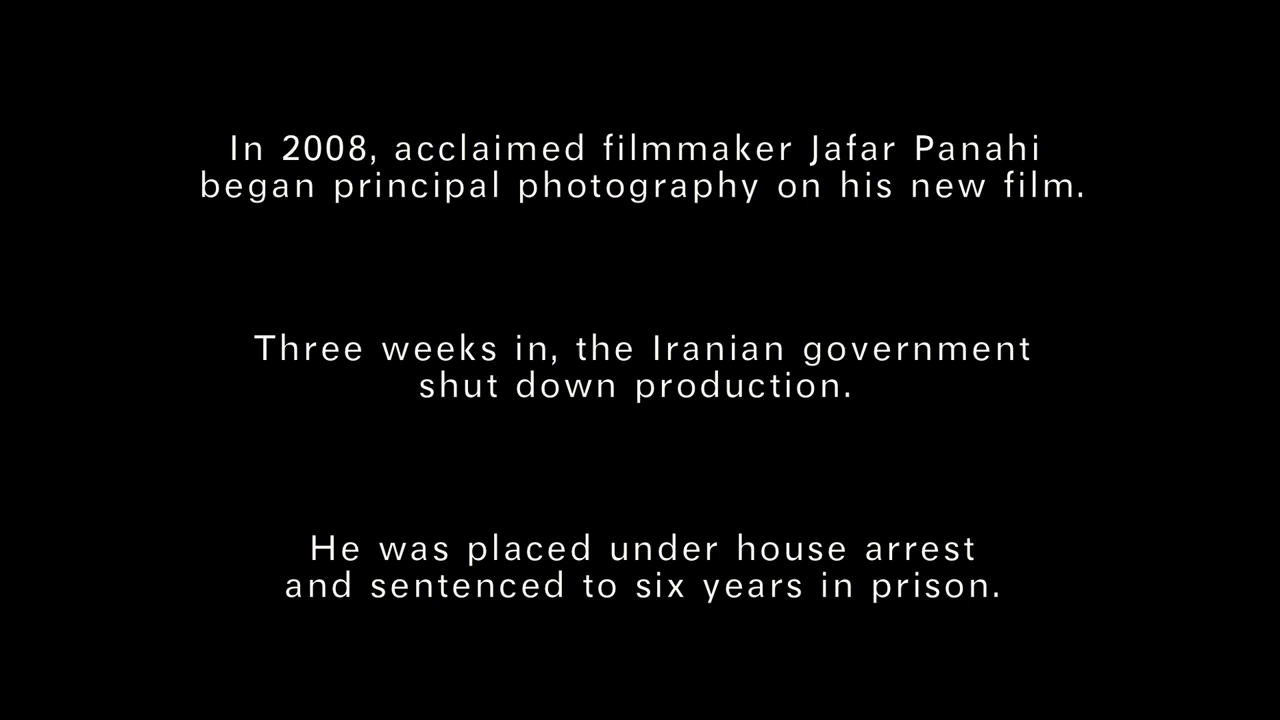 In 2008, acclaimed filmmaker Jafar Panahi
began principal photography on his new film.
Three weeks in, the Iranian government
shut down production.
He was placed under house arrest
and sentenced to six years in prison.